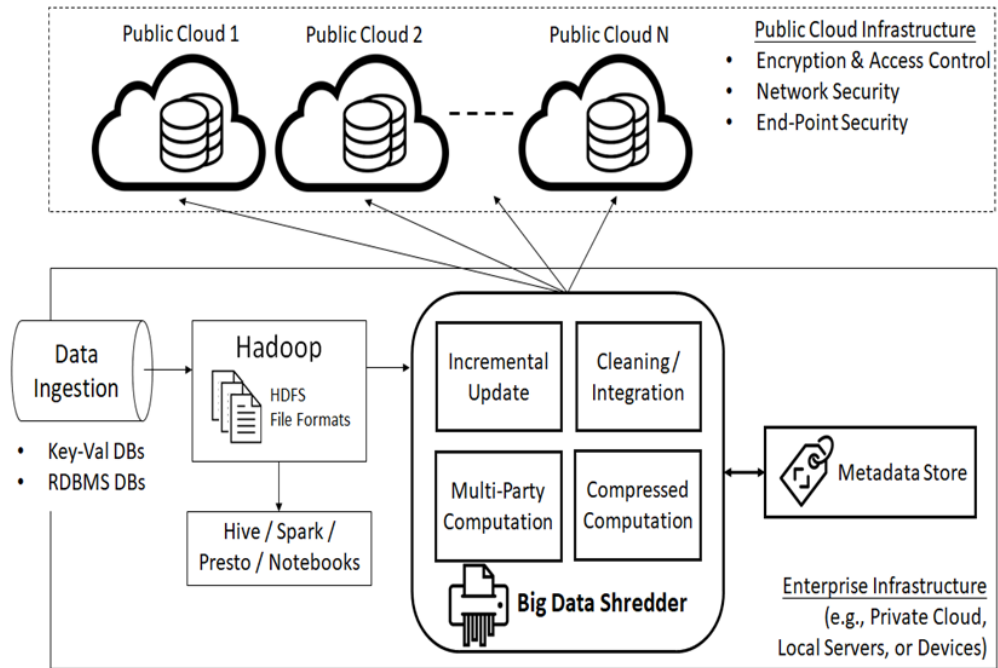 Public Cloud 1
Public Cloud 2
Public Cloud N
Public Cloud Infrastructure
• Encryption & Access Control
• Network Security
• End-Point Security
Data
Ingestion
• Key-Val DBs
• RDBMS DBs
Hadoop
HDFS
File Formats
Hive / Spark /
Presto / Notebooks
Incremental
Update
Cleaning /
Integration
Multi-Party
Computation
Compressed
Computation
Big Data Shredder
Metadata Store
Enterprise Infrastructure
(e.g., Private Cloud,
Local Servers, or Devices)